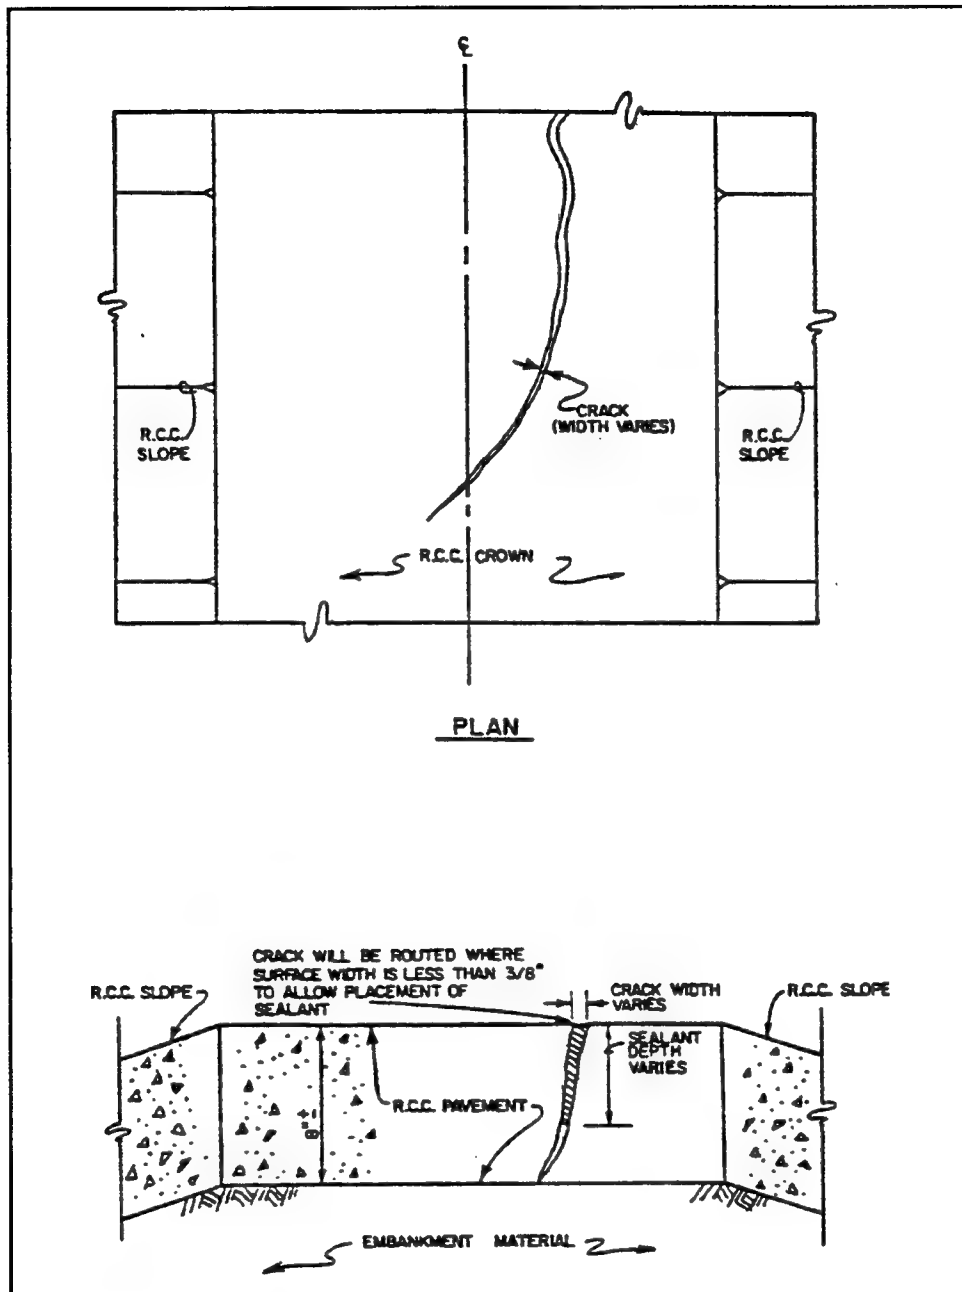 ℄
CRACK
(WIDTH VARIES)
R.C.C.
SLOPE
R.C.C.
SLOPE
R.C.C. CROWN
PLAN
CRACK WILL BE ROUTED WHERE
SURFACE WIDTH IS LESS THAN 3/8"
TO ALLOW PLACEMENT OF
SEALANT
R.C.C. SLOPE
CRACK WIDTH
VARIES
R.C.C. SLOPE
SEALANT
DEPTH
VARIES
R.C.C. PAVEMENT
8"±
EMBANKMENT MATERIAL